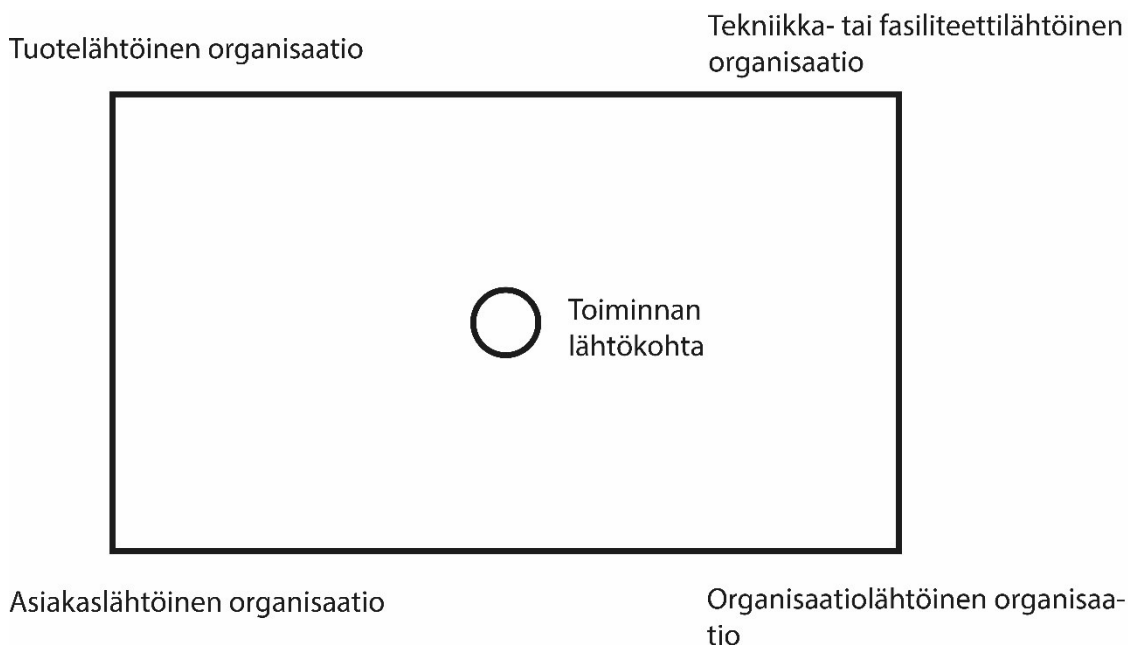 Tuotelähtöinen organisaatio
Tekniikka- tai fasiliteettilähtöinen
organisaatio
Toiminnan
lähtökohta
Asiakaslähtöinen organisaatio
Organisaatiolähtöinen organisaa-
tio